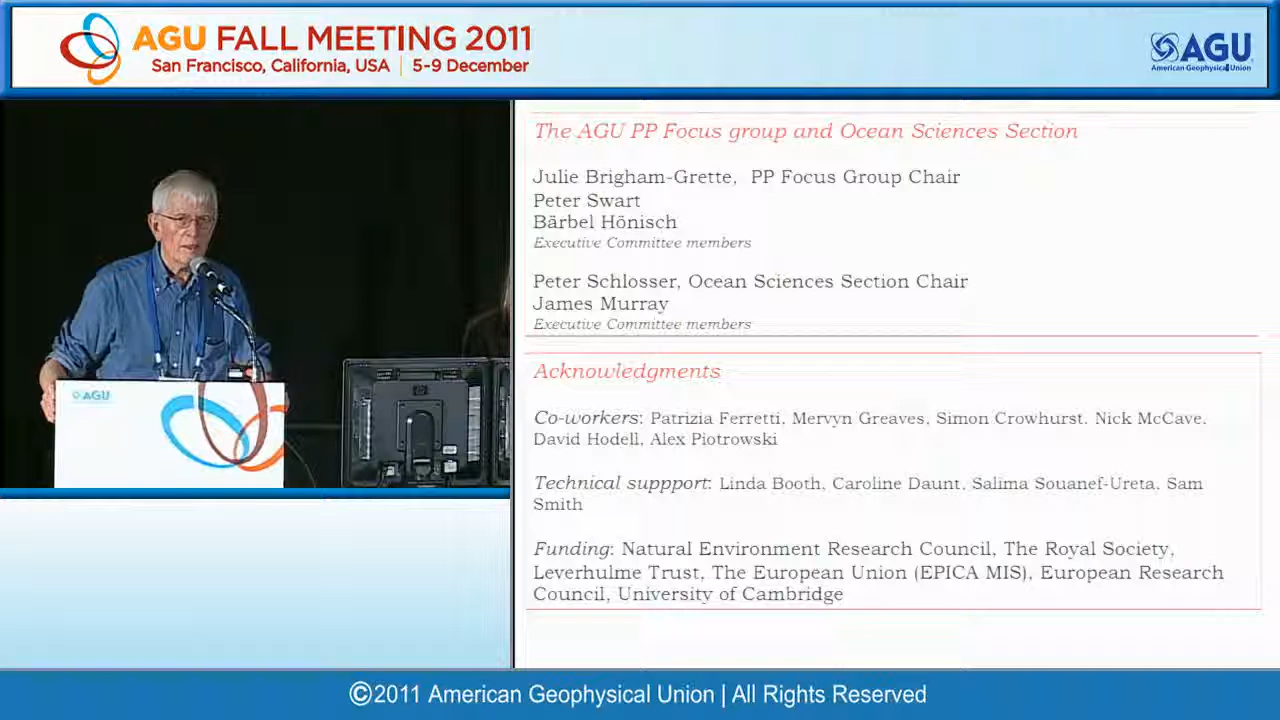 AGU FALL MEETING 2011
San Francisco, California, USA | 5-9 December
AGU
American Geophysical Union
The AGU PP Focus group and Ocean Sciences Section
Julie Brigham-Grette, PP Focus Group Chair
Peter Swart
Bärbel Hönisch
Executive Committee members
Peter Schlosser, Ocean Sciences Section Chair
James Murray
Executive Committee members
Acknowledgments
Co-workers: Patrizia Ferretti, Mervyn Greaves, Simon Crowhurst. Nick McCave.
David Hodell, Alex Piotrowski
Technical suppport: Linda Booth, Caroline Daunt, Salima Souanef-Ureta, Sam
Smith
Funding: Natural Environment Research Council, The Royal Society,
Leverhulme Trust, The European Union (EPICA MIS), European Research
Council, University of Cambridge
AGU
©2011 American Geophysical Union | All Rights Reserved